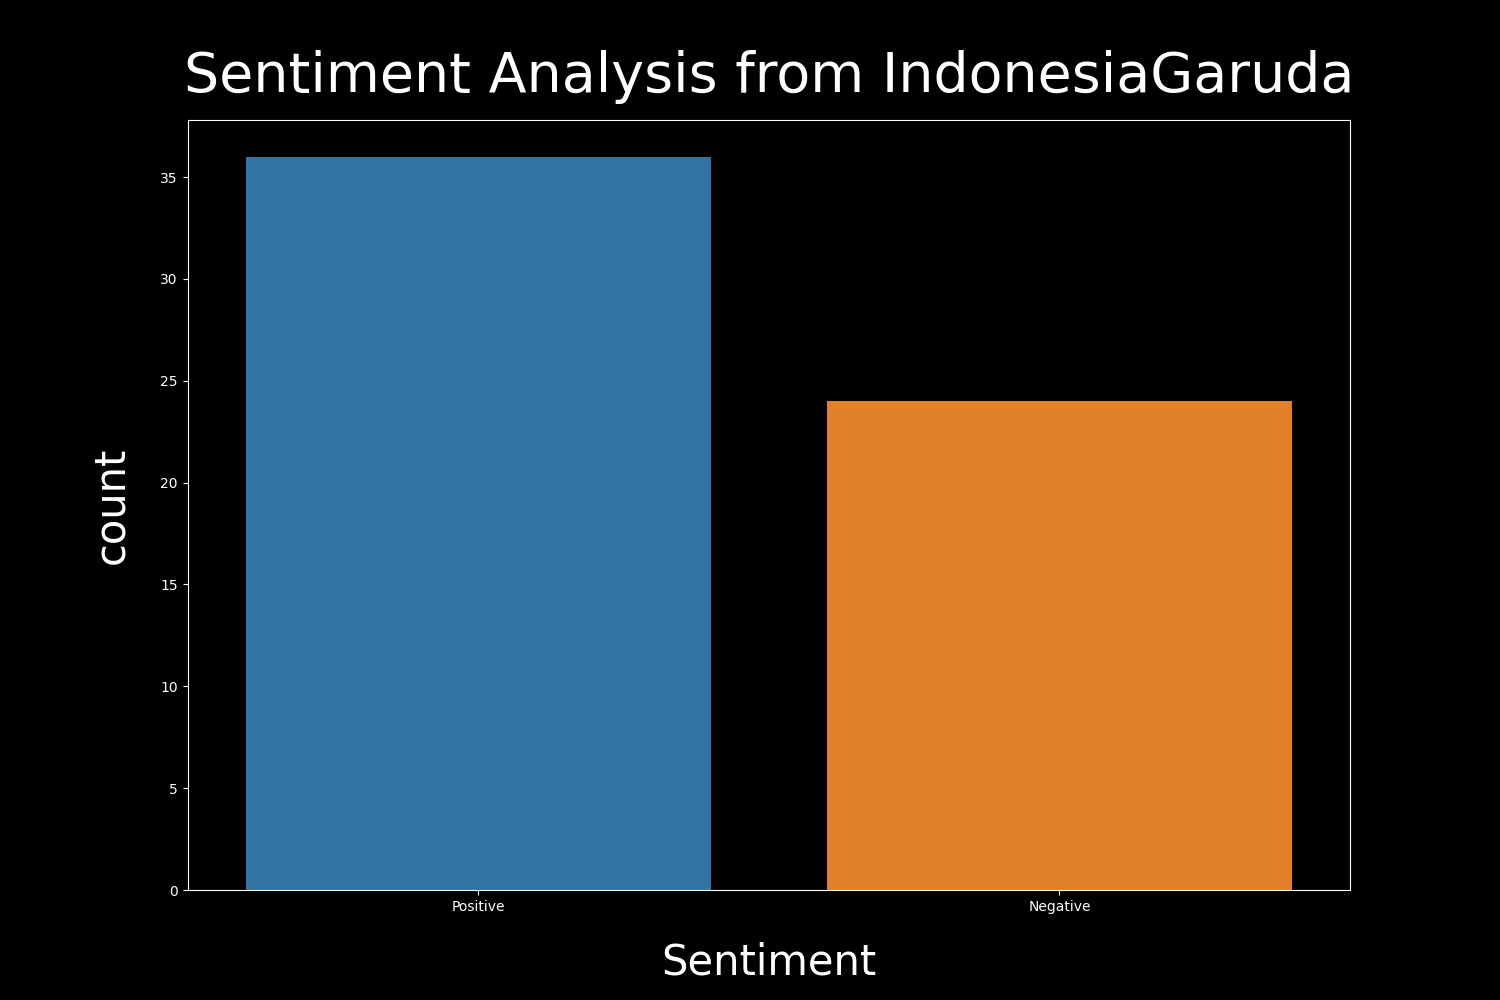 Sentiment Analysis from IndonesiaGaruda
count
35
30
25
20
15
10
5
0
Positive Negative
Sentiment